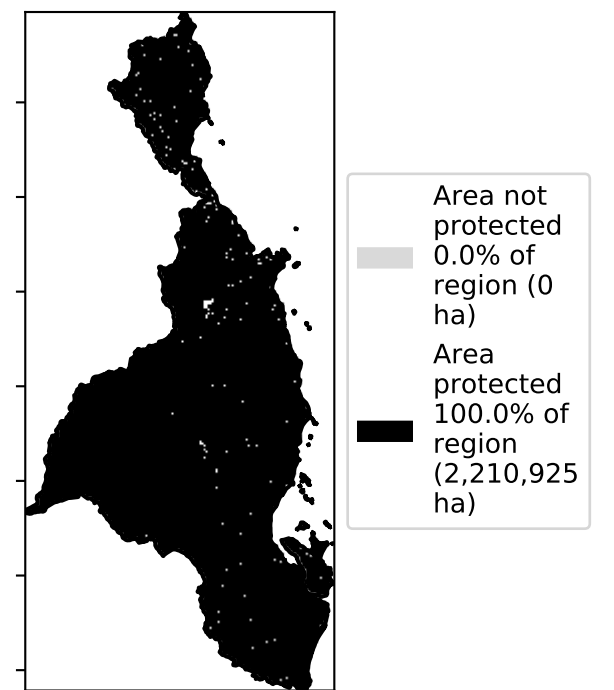 Area not
protected
0.0% of
region (0
ha)
Area
protected
100.0% of
region
(2,210,925
ha)